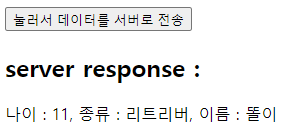 눌러서 데이터를 서버로 전송
server response :
나이 : 11, 종류 : 리트리버, 이름 : 똘이